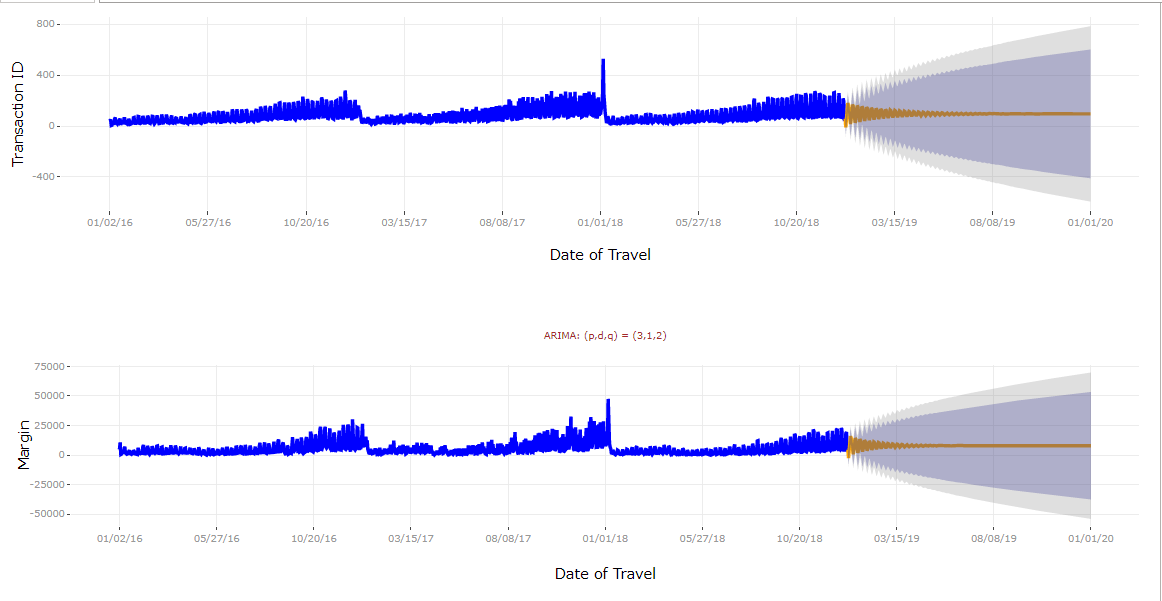 800
400
0
-400
Transaction ID
01/02/16 05/27/16 10/20/16 03/15/17 08/08/17 01/01/18 05/27/18 10/20/18 03/15/19 08/08/19 01/01/20
Date of Travel
ARIMA: (p,d,q) = (3,1,2)
75000
50000
25000
0
-25000
-50000
Margin
01/02/16 05/27/16 10/20/16 03/15/17 08/08/17 01/01/18 05/27/18 10/20/18 03/15/19 08/08/19 01/01/20
Date of Travel